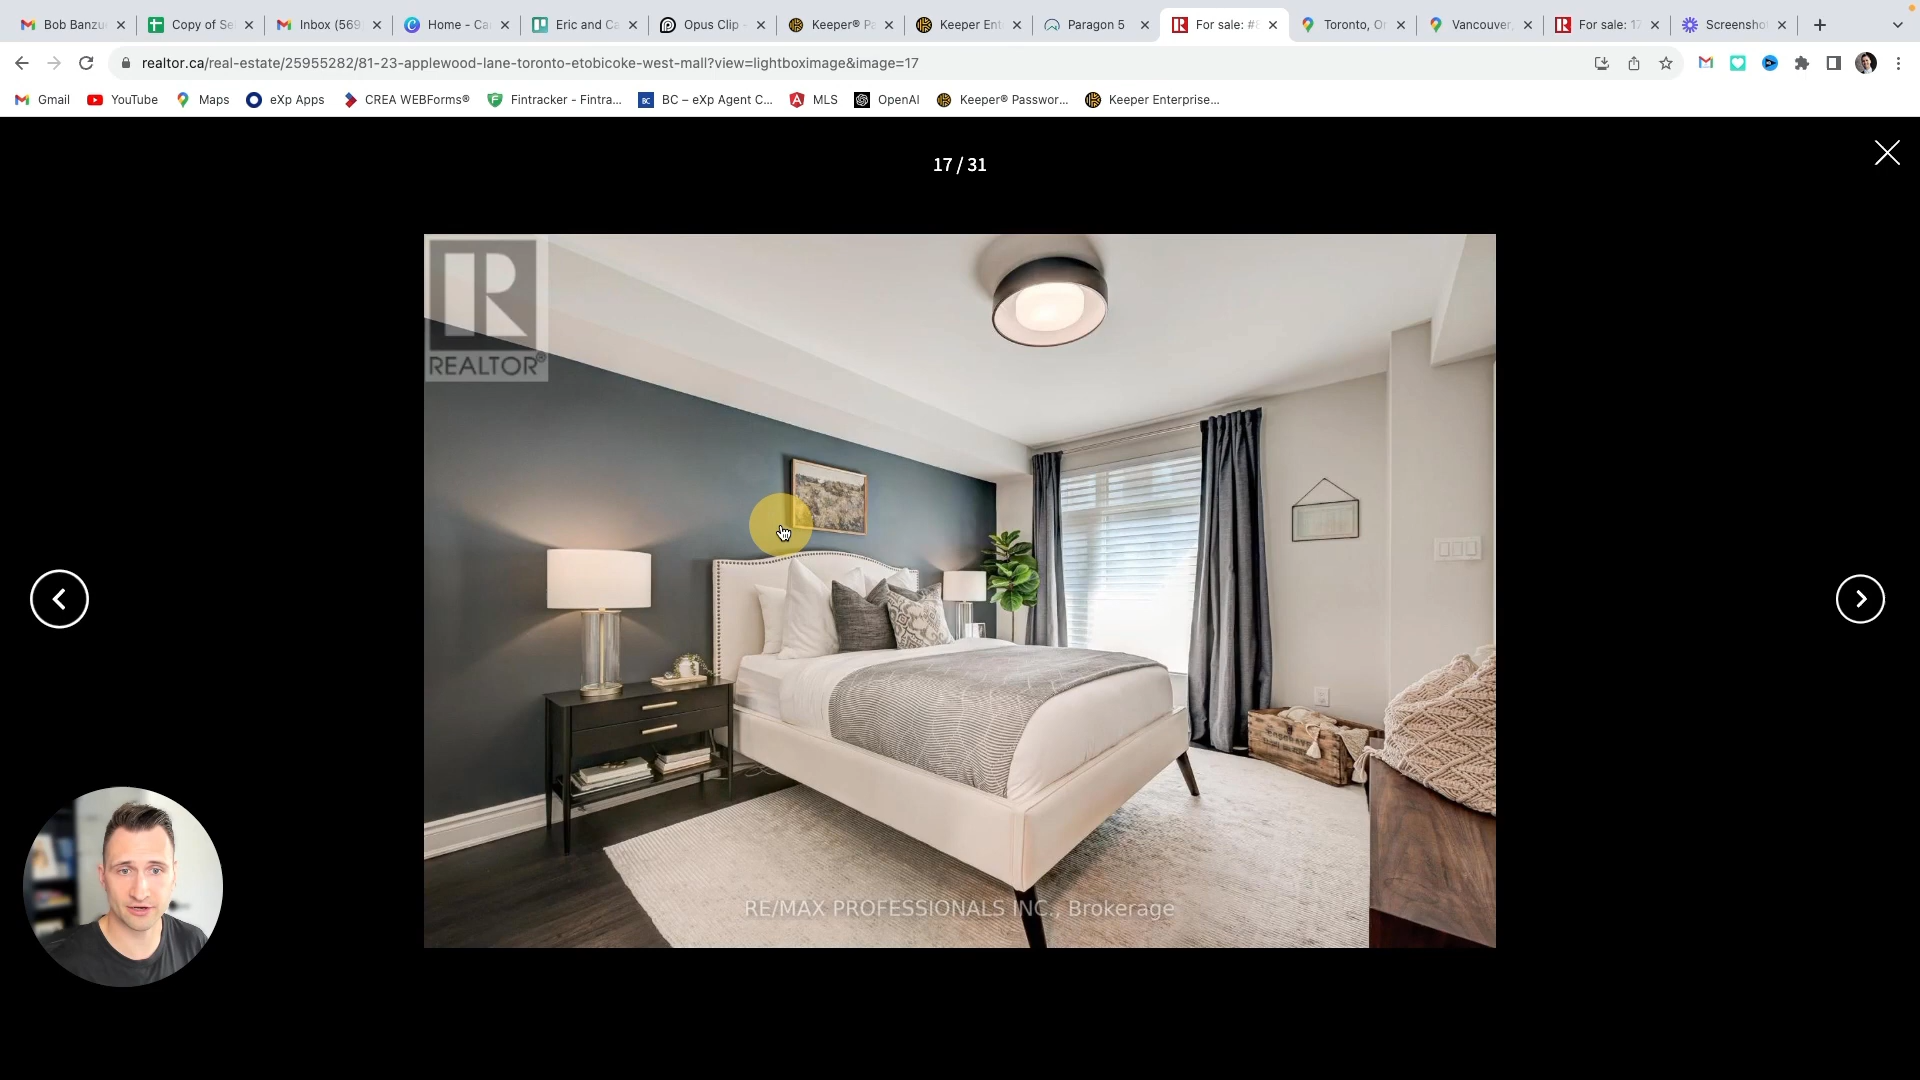 Bob Banzu
Copy of Se
Inbox (569
Home - Ca
Eric and Ca
Opus Clip -
Keeper® Pa
Keeper Ent
Paragon 5
For sale: #8
Toronto, O
Vancouver,
For sale: 17
Screensho
realtor.ca/real-estate/25955282/81-23-applewood-lane-toronto-etobicoke-west-mall?view=lightboximage&image=17
Gmail
YouTube
Maps
eXp Apps
CREA WEBForms®
Fintracker - Fintra...
BC – eXp Agent C...
MLS
OpenAI
Keeper® Passwor...
Keeper Enterprise...
17 / 31
R
REALTOR®
RE/MAX PROFESSIONALS INC., Brokerage